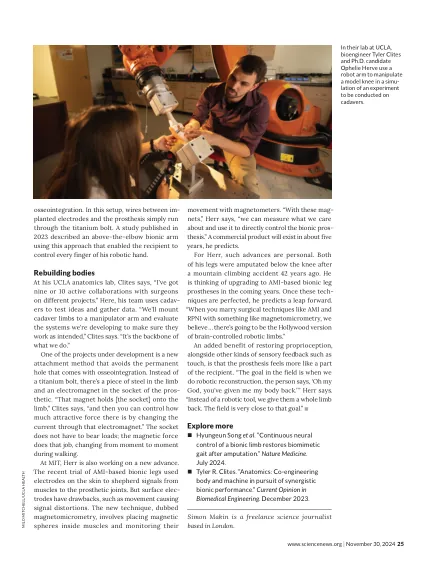 In their lab at UCLA,
bioengineer Tyler Clites
and Ph.D. candidate
Ophelie Herve use a
robot arm to manipulate
a model knee in a simu-
lation of an experiment
to be conducted on
cadavers.
osseointegration. In this setup, wires between im-
planted electrodes and the prosthesis simply run
through the titanium bolt. A study published in
2023 described an above-the-elbow bionic arm
using this approach that enabled the recipient to
control every finger of his robotic hand.
Rebuilding bodies
At his UCLA anatomics lab, Clites says, "I've got
nine or 10 active collaborations with surgeons
on different projects." Here, his team uses cadav-
ers to test ideas and gather data. "We'll mount
cadaver limbs to a manipulator arm and evaluate
the systems we're developing to make sure they
work as intended," Clites says. "It's the backbone
of what we do."
One of the projects under development is a new
attachment method that avoids the permanent
hole that comes with osseointegration. Instead of
a titanium bolt, there's a piece of steel in the limb
and an electromagnet in the socket of the pros-
thetic. "That magnet holds [the socket] onto the
limb," Clites says, "and then you can control how
much attractive force there is by changing the
current through that electromagnet." The socket
does not have to bear loads; the magnetic force
does that job, changing from moment to moment
during walking.
At MIT, Herr is also working on a new advance.
The recent trial of AMI-based bionic legs used
electrodes on the skin to shepherd signals from
muscles to the prosthetic joints. But surface elec-
trodes have drawbacks, such as movement causing
signal distortions. The new technique, dubbed
magnetomicrometry, involves placing magnetic
spheres inside muscles and monitoring their
movement with magnetometers. "With these mag-
nets," Herr says, "we can measure what we care
about and use it to directly control the bionic pros-
thesis." A commercial product will exist in about five
years, he predicts.
For Herr, such advances are personal. Both
of his legs were amputated below the knee after
a mountain climbing accident 42 years ago. He
is thinking of upgrading to AMI-based bionic leg
prostheses in the coming years. Once these tech-
niques are perfected, he predicts a leap forward.
"When you marry surgical techniques like AMI and
RPNI with something like magnetomicrometry, we
believe ... there's going to be the Hollywood version
of brain-controlled robotic limbs."
An added benefit of restoring proprioception,
alongside other kinds of sensory feedback such as
touch, is that the prosthesis feels more like a part
of the recipient. "The goal in the field is when we
do robotic reconstruction, the person says, 'Oh my
God, you've given me my body back,'" Herr says.
"Instead of a robotic tool, we give them a whole limb
back. The field is very close to that goal."
Explore more
■ Hyungeun Song et al. "Continuous neural
control of a bionic limb restores biomimetic
gait after amputation." Nature Medicine.
July 2024.
■ Tyler R. Clites. "Anatomics: Co-engineering
body and machine in pursuit of synergistic
bionic performance." Current Opinion in
Biomedical Engineering. December 2023.
Simon Makin is a freelance science journalist
based in London.
www.sciencenews.org | November 30, 2024 25